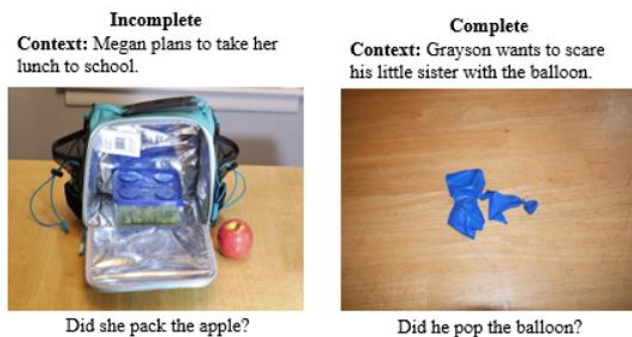 Incomplete
Context: Megan plans to take her
lunch to school.
Did she pack the apple?
Complete
Context: Grayson wants to scare
his little sister with the balloon.
Did he pop the balloon?